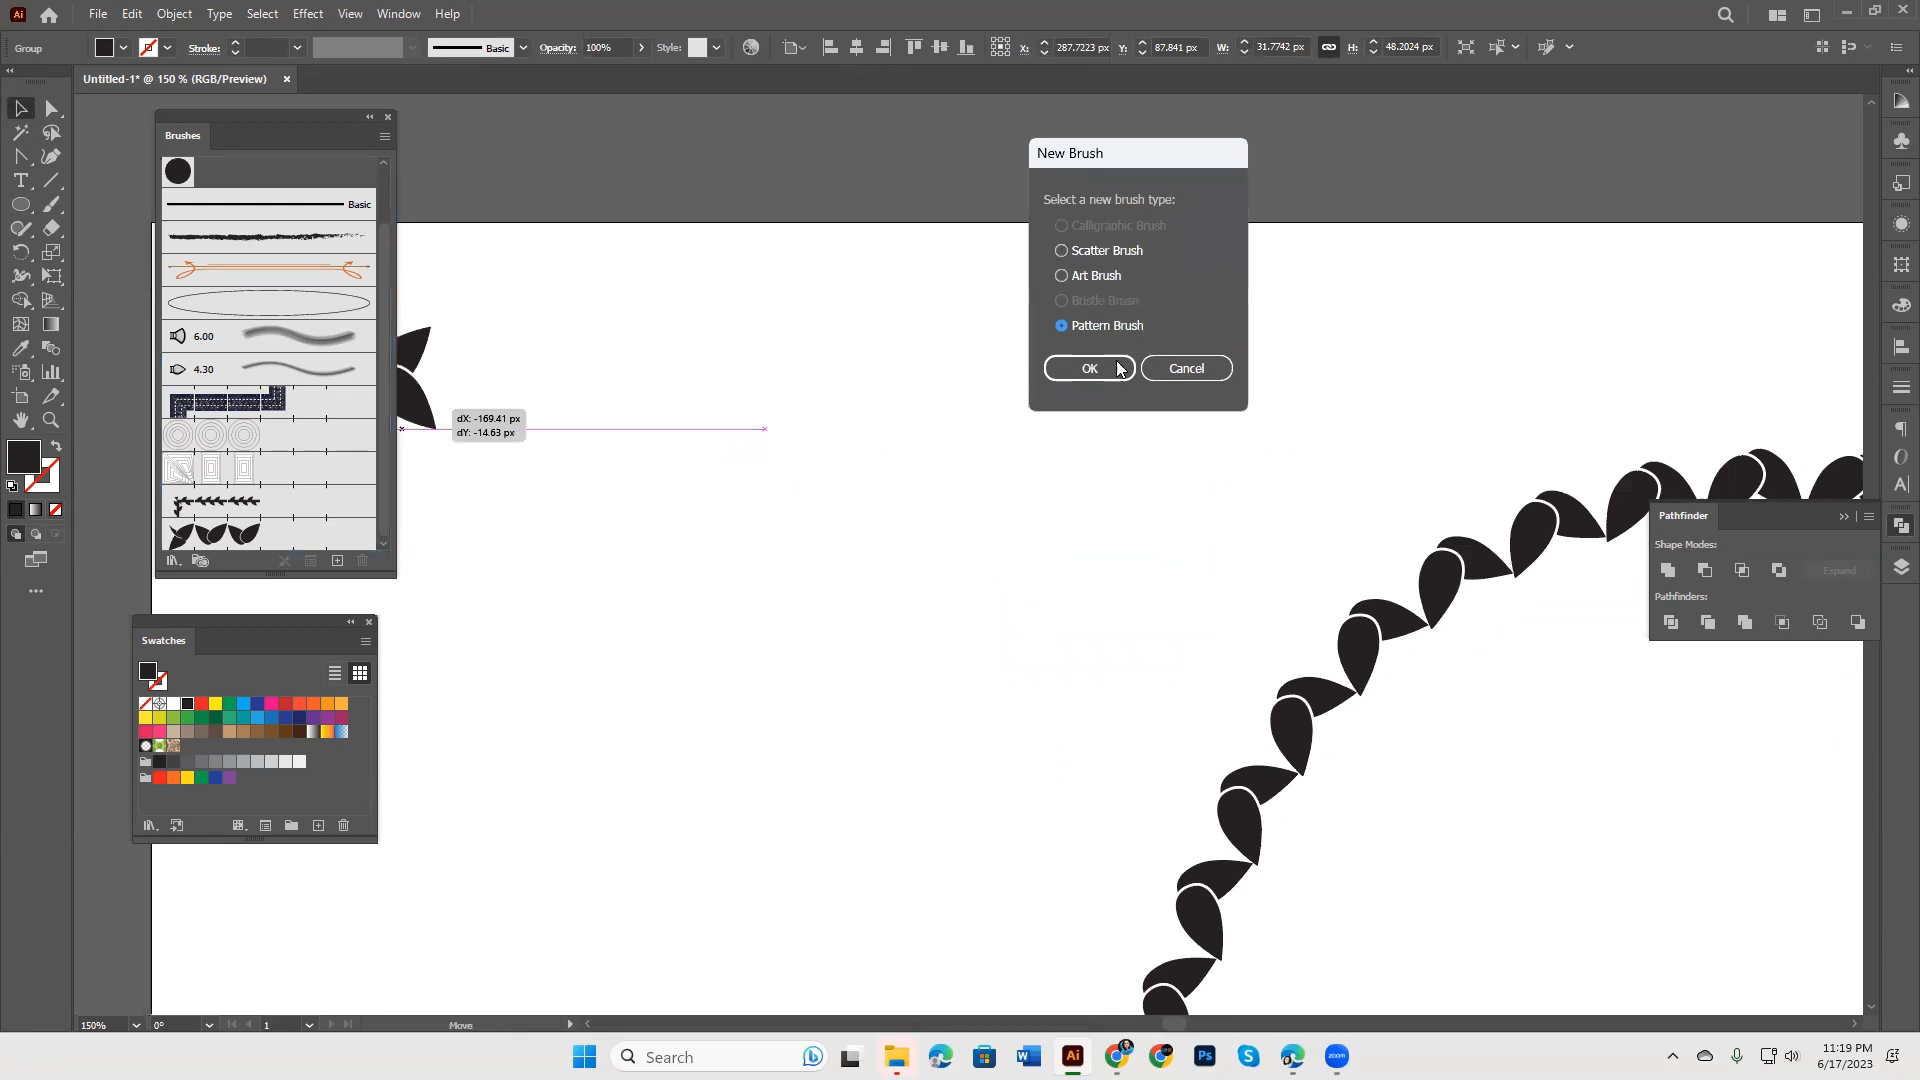 Ai
File Edit Object Type Select Effect View Window Help
Group Stroke: Basic Opacity: 100% Style: X: 287.7223 px Y: 87.841 px W: 31.7742 px H: 48.2024 px
Untitled-1* @ 150 % (RGB/Preview)
Brushes
Basic
6.00
4.30
dX: -169.41 px
dY: -14.63 px
New Brush
Select a new brush type:
Calligraphic Brush
Scatter Brush
Art Brush
Bristle Brush
Pattern Brush
OK Cancel
Pathfinder
Shape Modes:
Expand
Pathfinders:
Swatches
150% 0° 1 Move
Search
Ai Ps
zoom
11:19 PM
6/17/2023